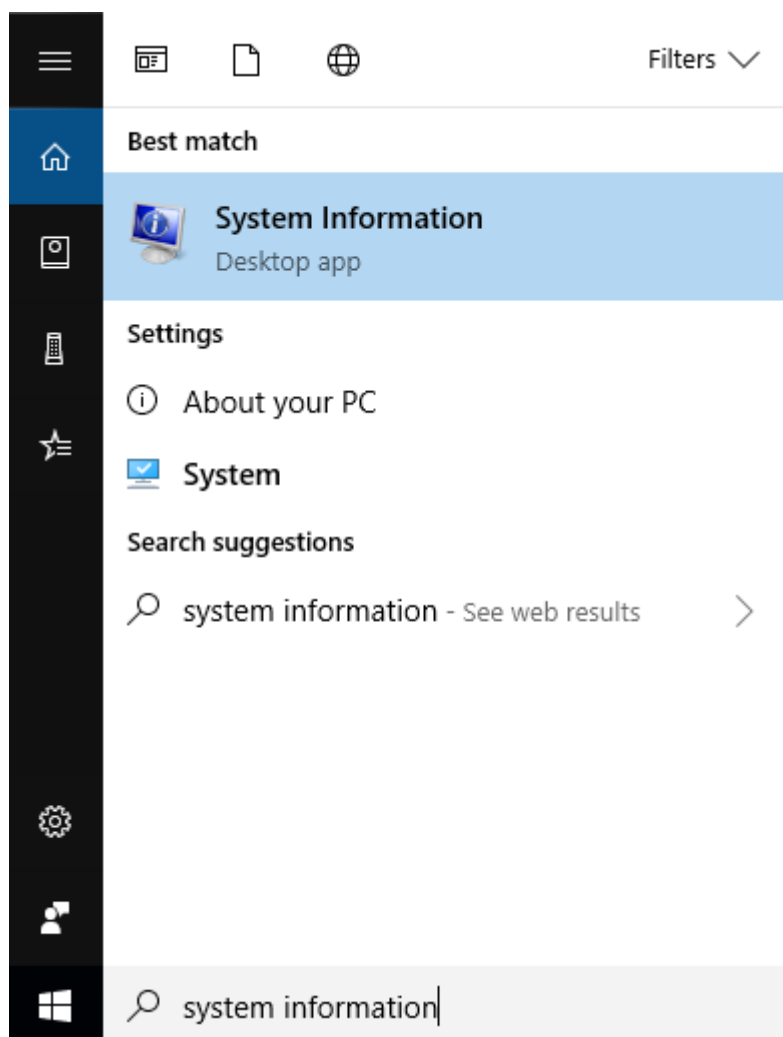 Filters
Best match
System Information
Desktop app
Settings
About your PC
System
Search suggestions
system information - See web results
system information